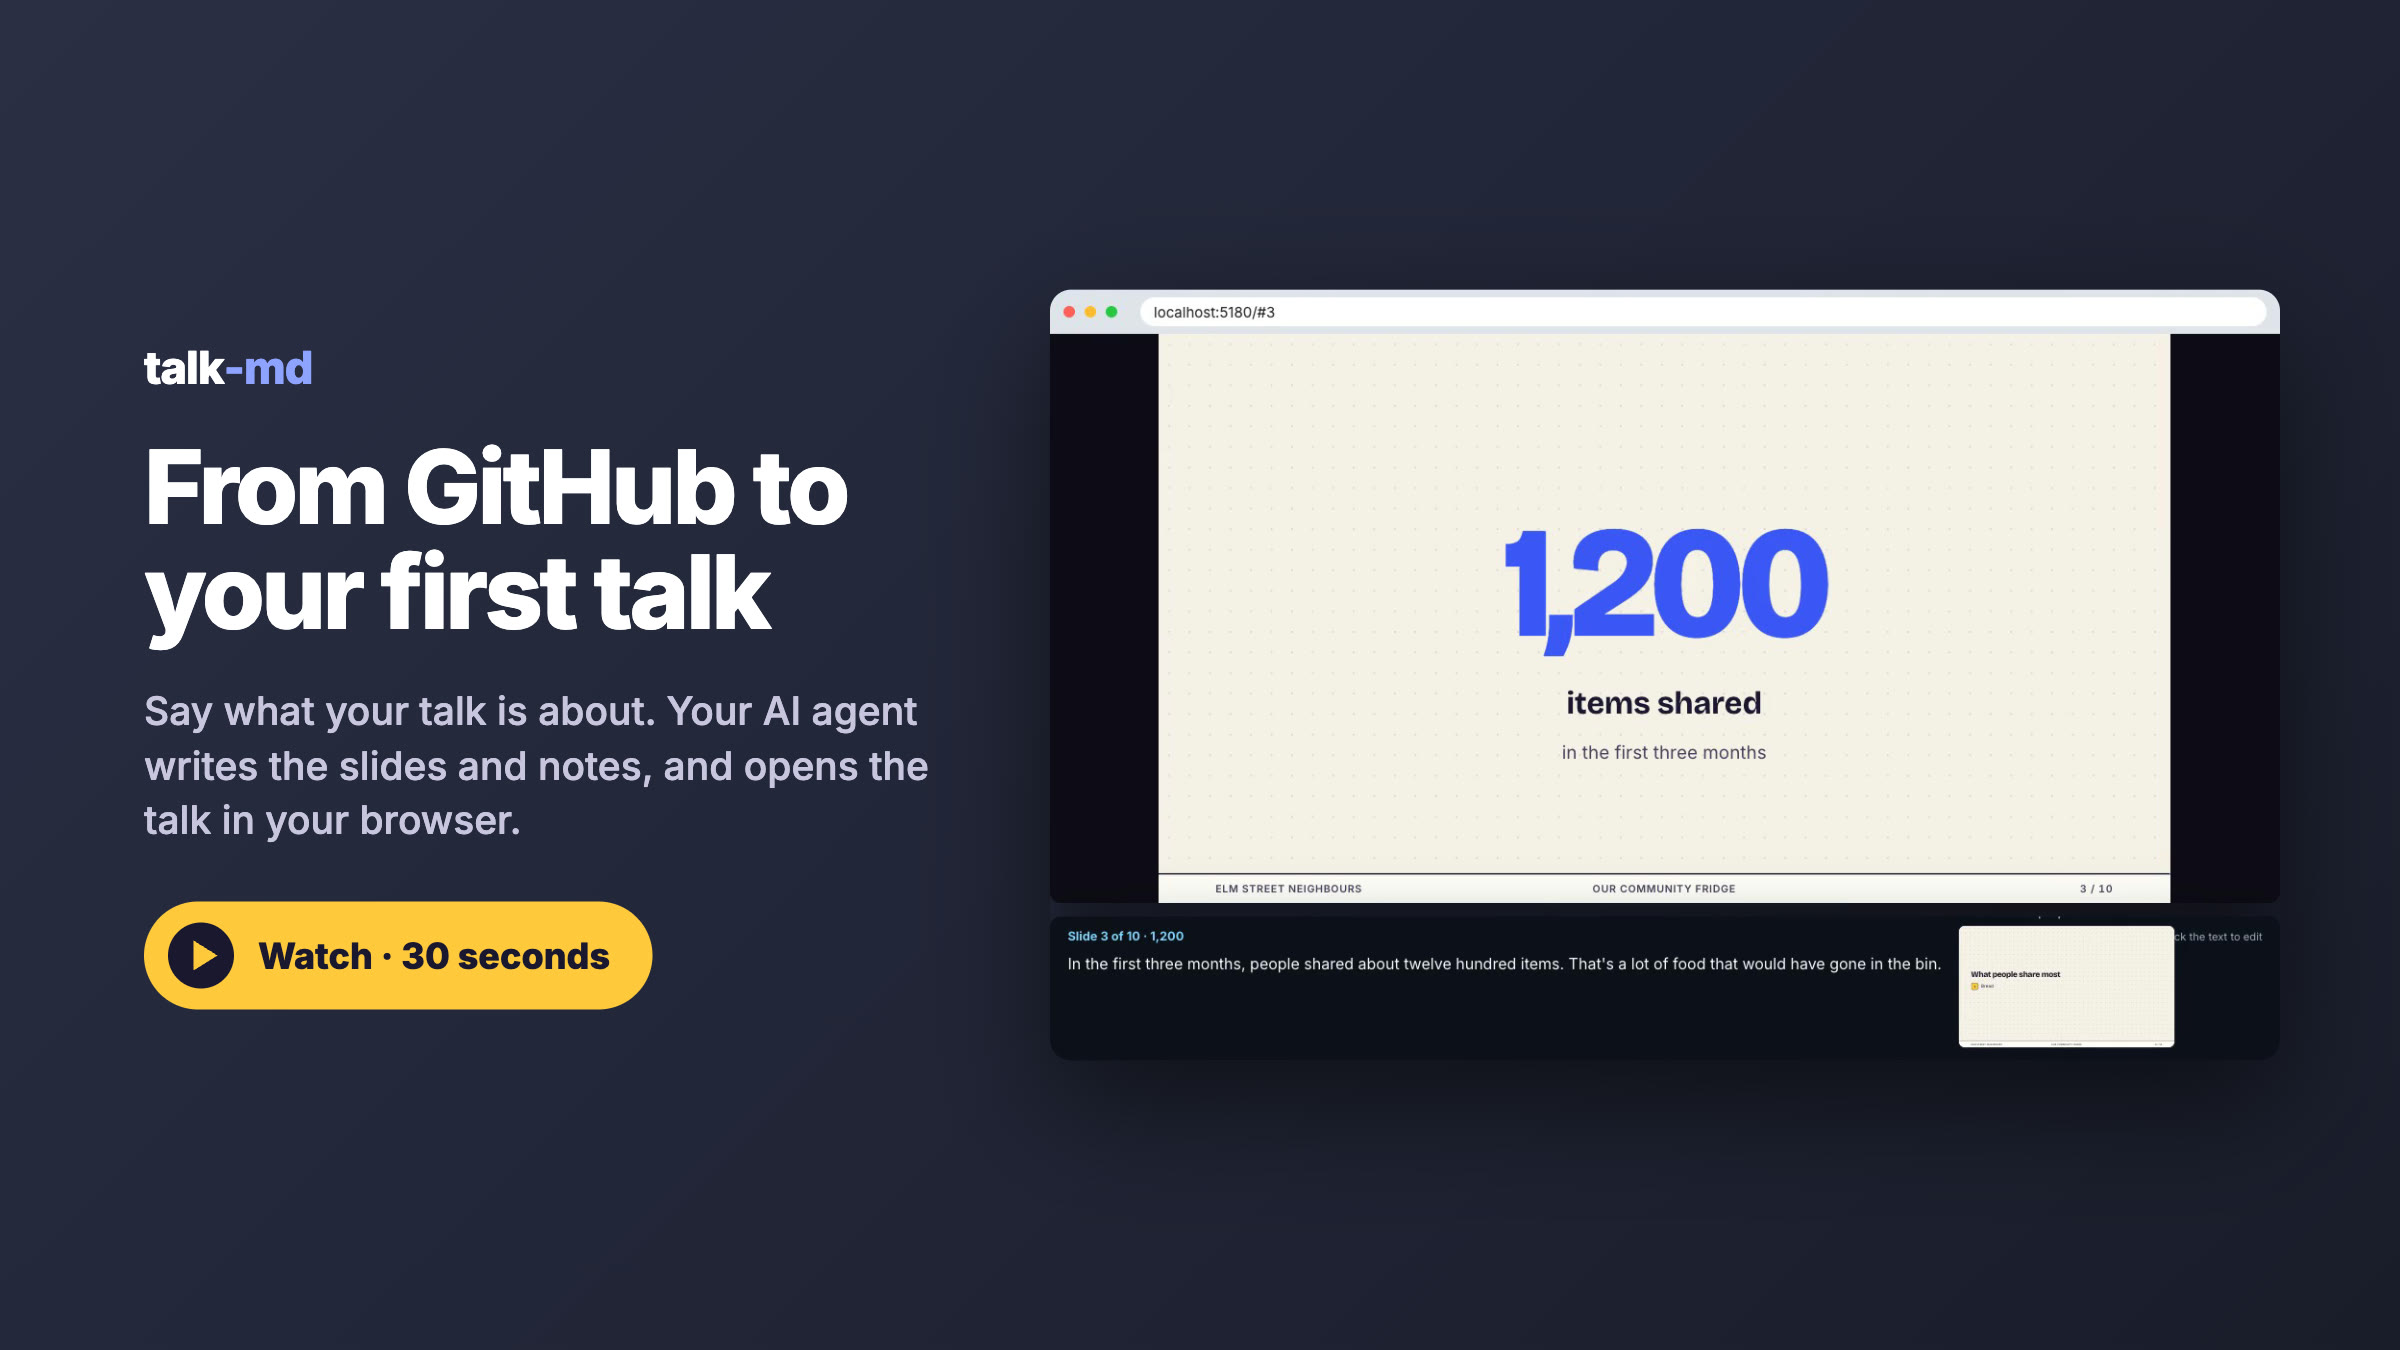 talk-md
From GitHub to
your first talk
Say what your talk is about. Your AI agent
writes the slides and notes, and opens the
talk in your browser.
Watch · 30 seconds
localhost:5180/#3
1,200
items shared
in the first three months
ELM STREET NEIGHBOURS OUR COMMUNITY FRIDGE 3 / 10
Slide 3 of 10 · 1,200
In the first three months, people shared about twelve hundred items. That's a lot of food that would have gone in the bin.
What people share most
Bread
ck the text to edit